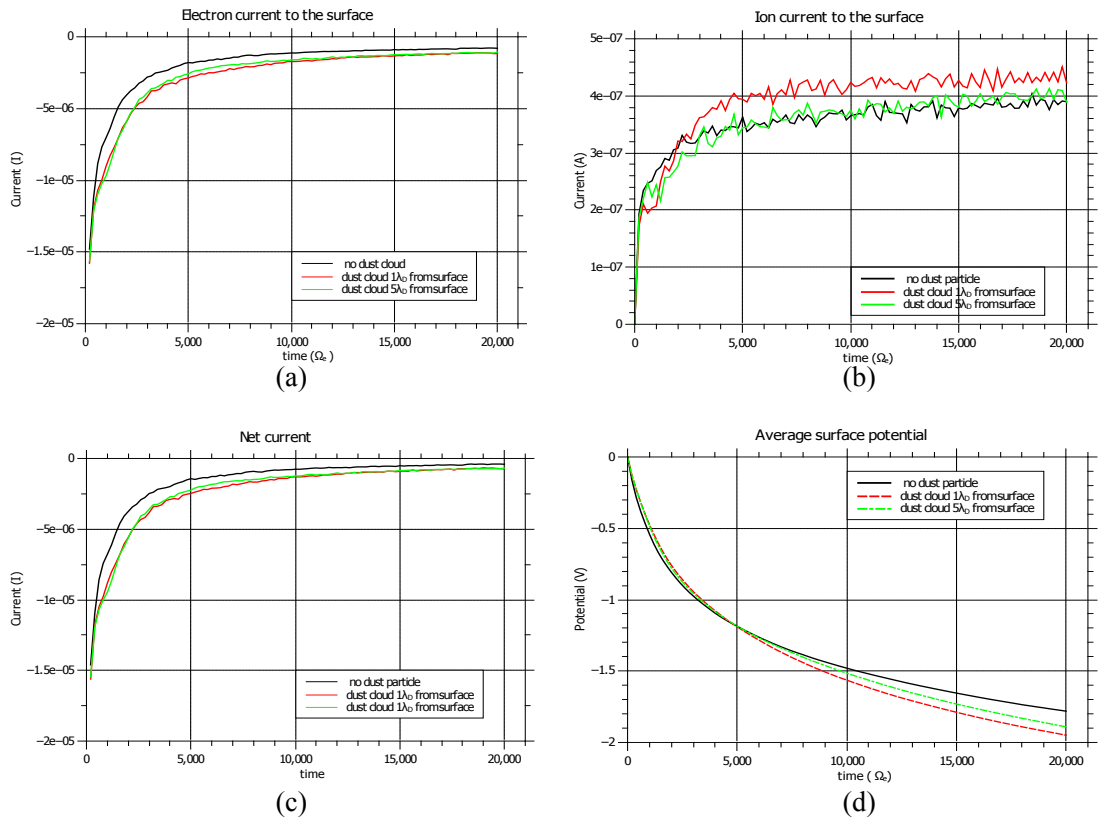 Electron current to the surface
0
−5e−06
−1e−05
−1.5e−05
−2e−05
Current (I)
no dust cloud
dust cloud 1λD fromsurface
dust cloud 5λD fromsurface
0
5,000
10,000
15,000
20,000
time (Ωe)
(a)
Ion current to the surface
5e−07
4e−07
3e−07
2e−07
1e−07
0
Current (A)
no dust particle
dust cloud 1λD fromsurface
dust cloud 5λD fromsurface
0
5,000
10,000
15,000
20,000
time (Ωe)
(b)
Net current
0
−5e−06
−1e−05
−1.5e−05
−2e−05
Current (I)
no dust particle
dust cloud 1λD fromsurface
dust cloud 1λD fromsurface
0
5,000
10,000
15,000
20,000
time
(c)
Average surface potential
0
−0.5
−1
−1.5
−2
Potential (V)
no dust particle
dust cloud 1λD fromsurface
dust cloud 5λD fromsurface
0
5,000
10,000
15,000
20,000
time ( Ωe)
(d)